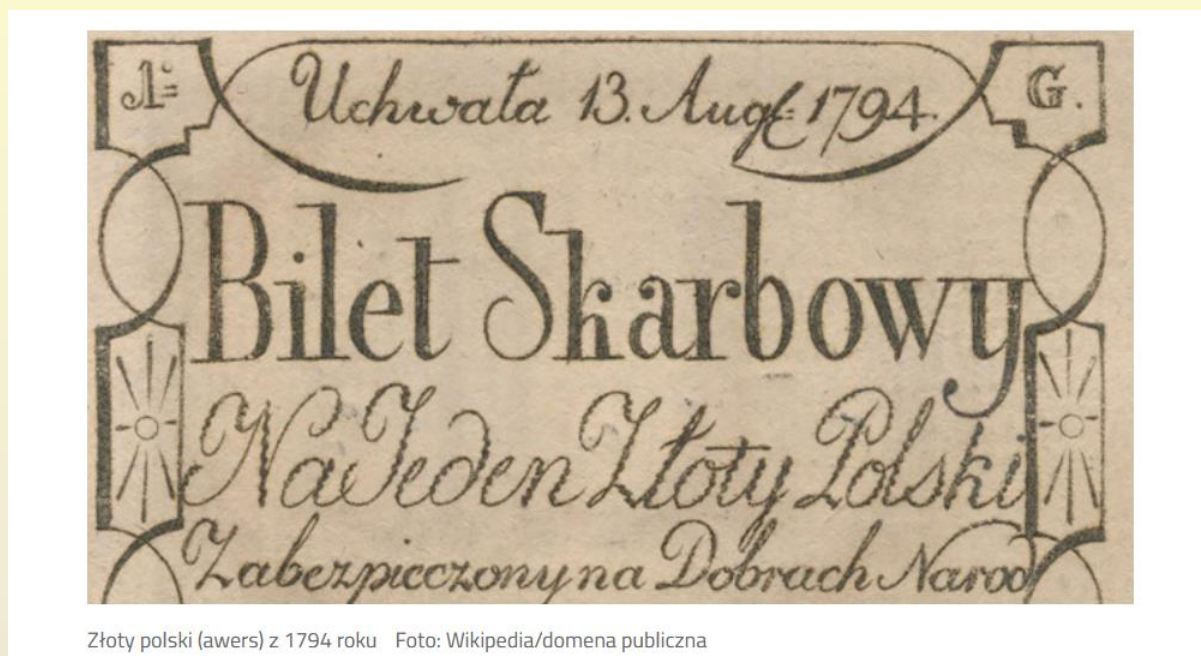 1= G.
Uchwała 13. Augt= 1794.
Bilet Skarbowy
Na Jeden Złoty Polski
Zabezpieczony na Dobrach Narod
Złoty polski (awers) z 1794 roku Foto: Wikipedia/domena publiczna